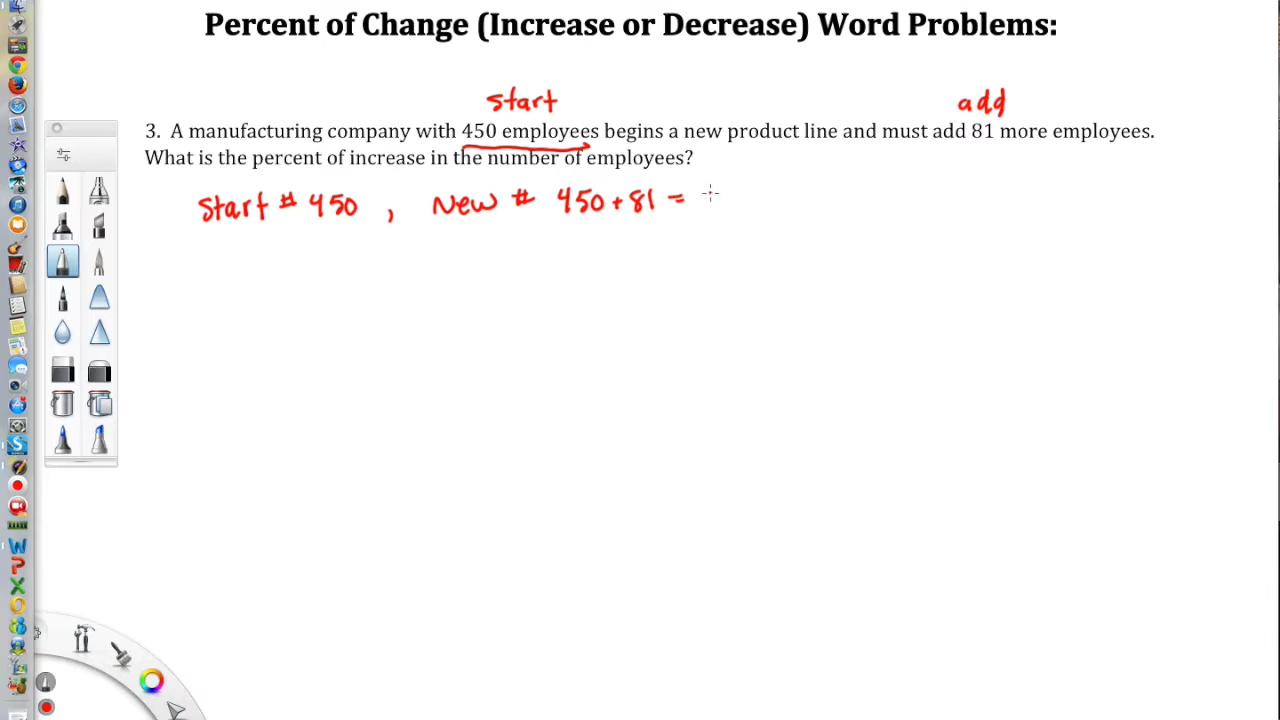 Percent of Change (Increase or Decrease) Word Problems:
start add
3. A manufacturing company with 450 employees begins a new product line and must add 81 more employees.
What is the percent of increase in the number of employees?
Start # 450 , New # 450 + 81 =